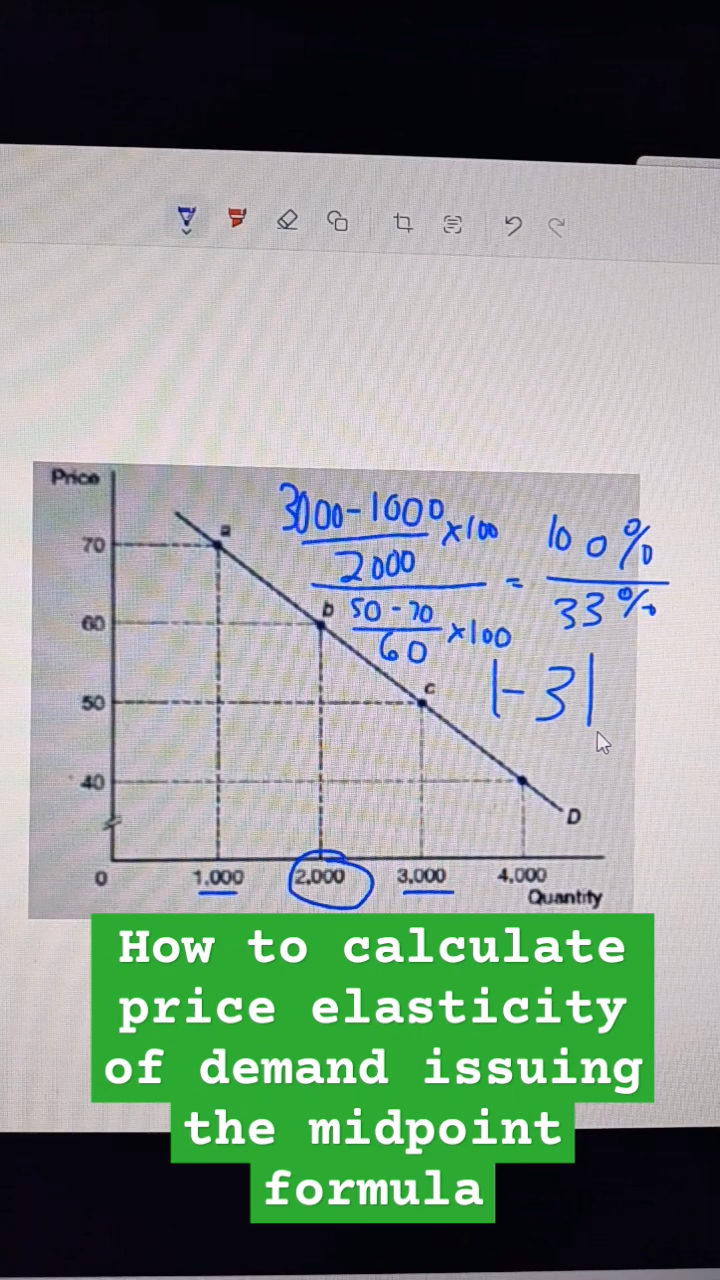 Price
3000-1000 x100
2000
50-70 x100
60
= 100%
33%
|-3|
a
b
c
D
70
60
50
40
0
1,000
2,000
3,000
4,000
Quantity
How to calculate
price elasticity
of demand issuing
the midpoint
formula